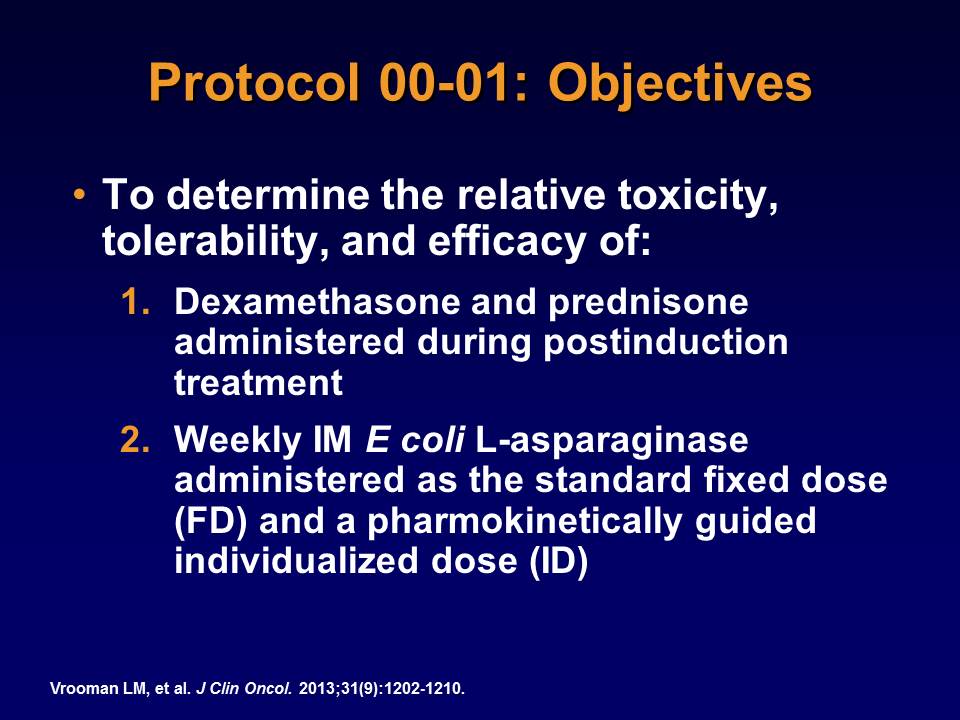 Protocol 00-01: Objectives
• To determine the relative toxicity,
tolerability, and efficacy of:
1. Dexamethasone and prednisone
administered during postinduction
treatment
2. Weekly IM E coli L-asparaginase
administered as the standard fixed dose
(FD) and a pharmokinetically guided
individualized dose (ID)
Vrooman LM, et al. J Clin Oncol. 2013;31(9):1202-1210.